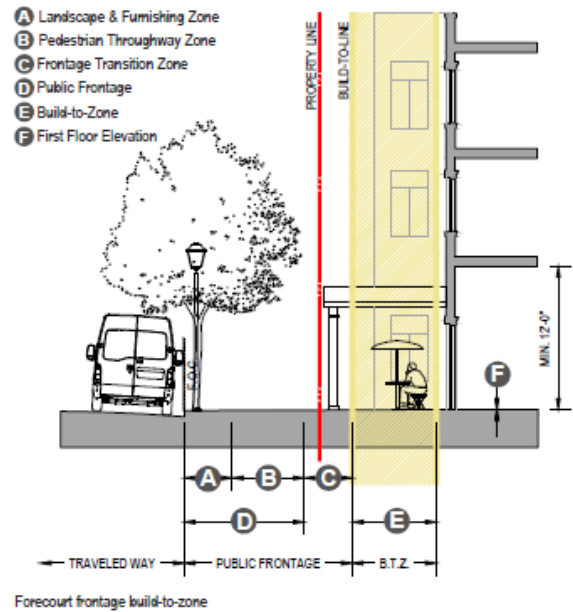 A Landscape & Furnishing Zone
B Pedestrian Throughway Zone
C Frontage Transition Zone
D Public Frontage
E Build-to-Zone
F First Floor Elevation
PROPERTY LINE
BUILD-TO-LINE
MIN. 12'-0"
F
F.O.C.
A
B
C
D
E
TRAVELED WAY
PUBLIC FRONTAGE
B.T.Z.
Forecourt frontage build-to-zone